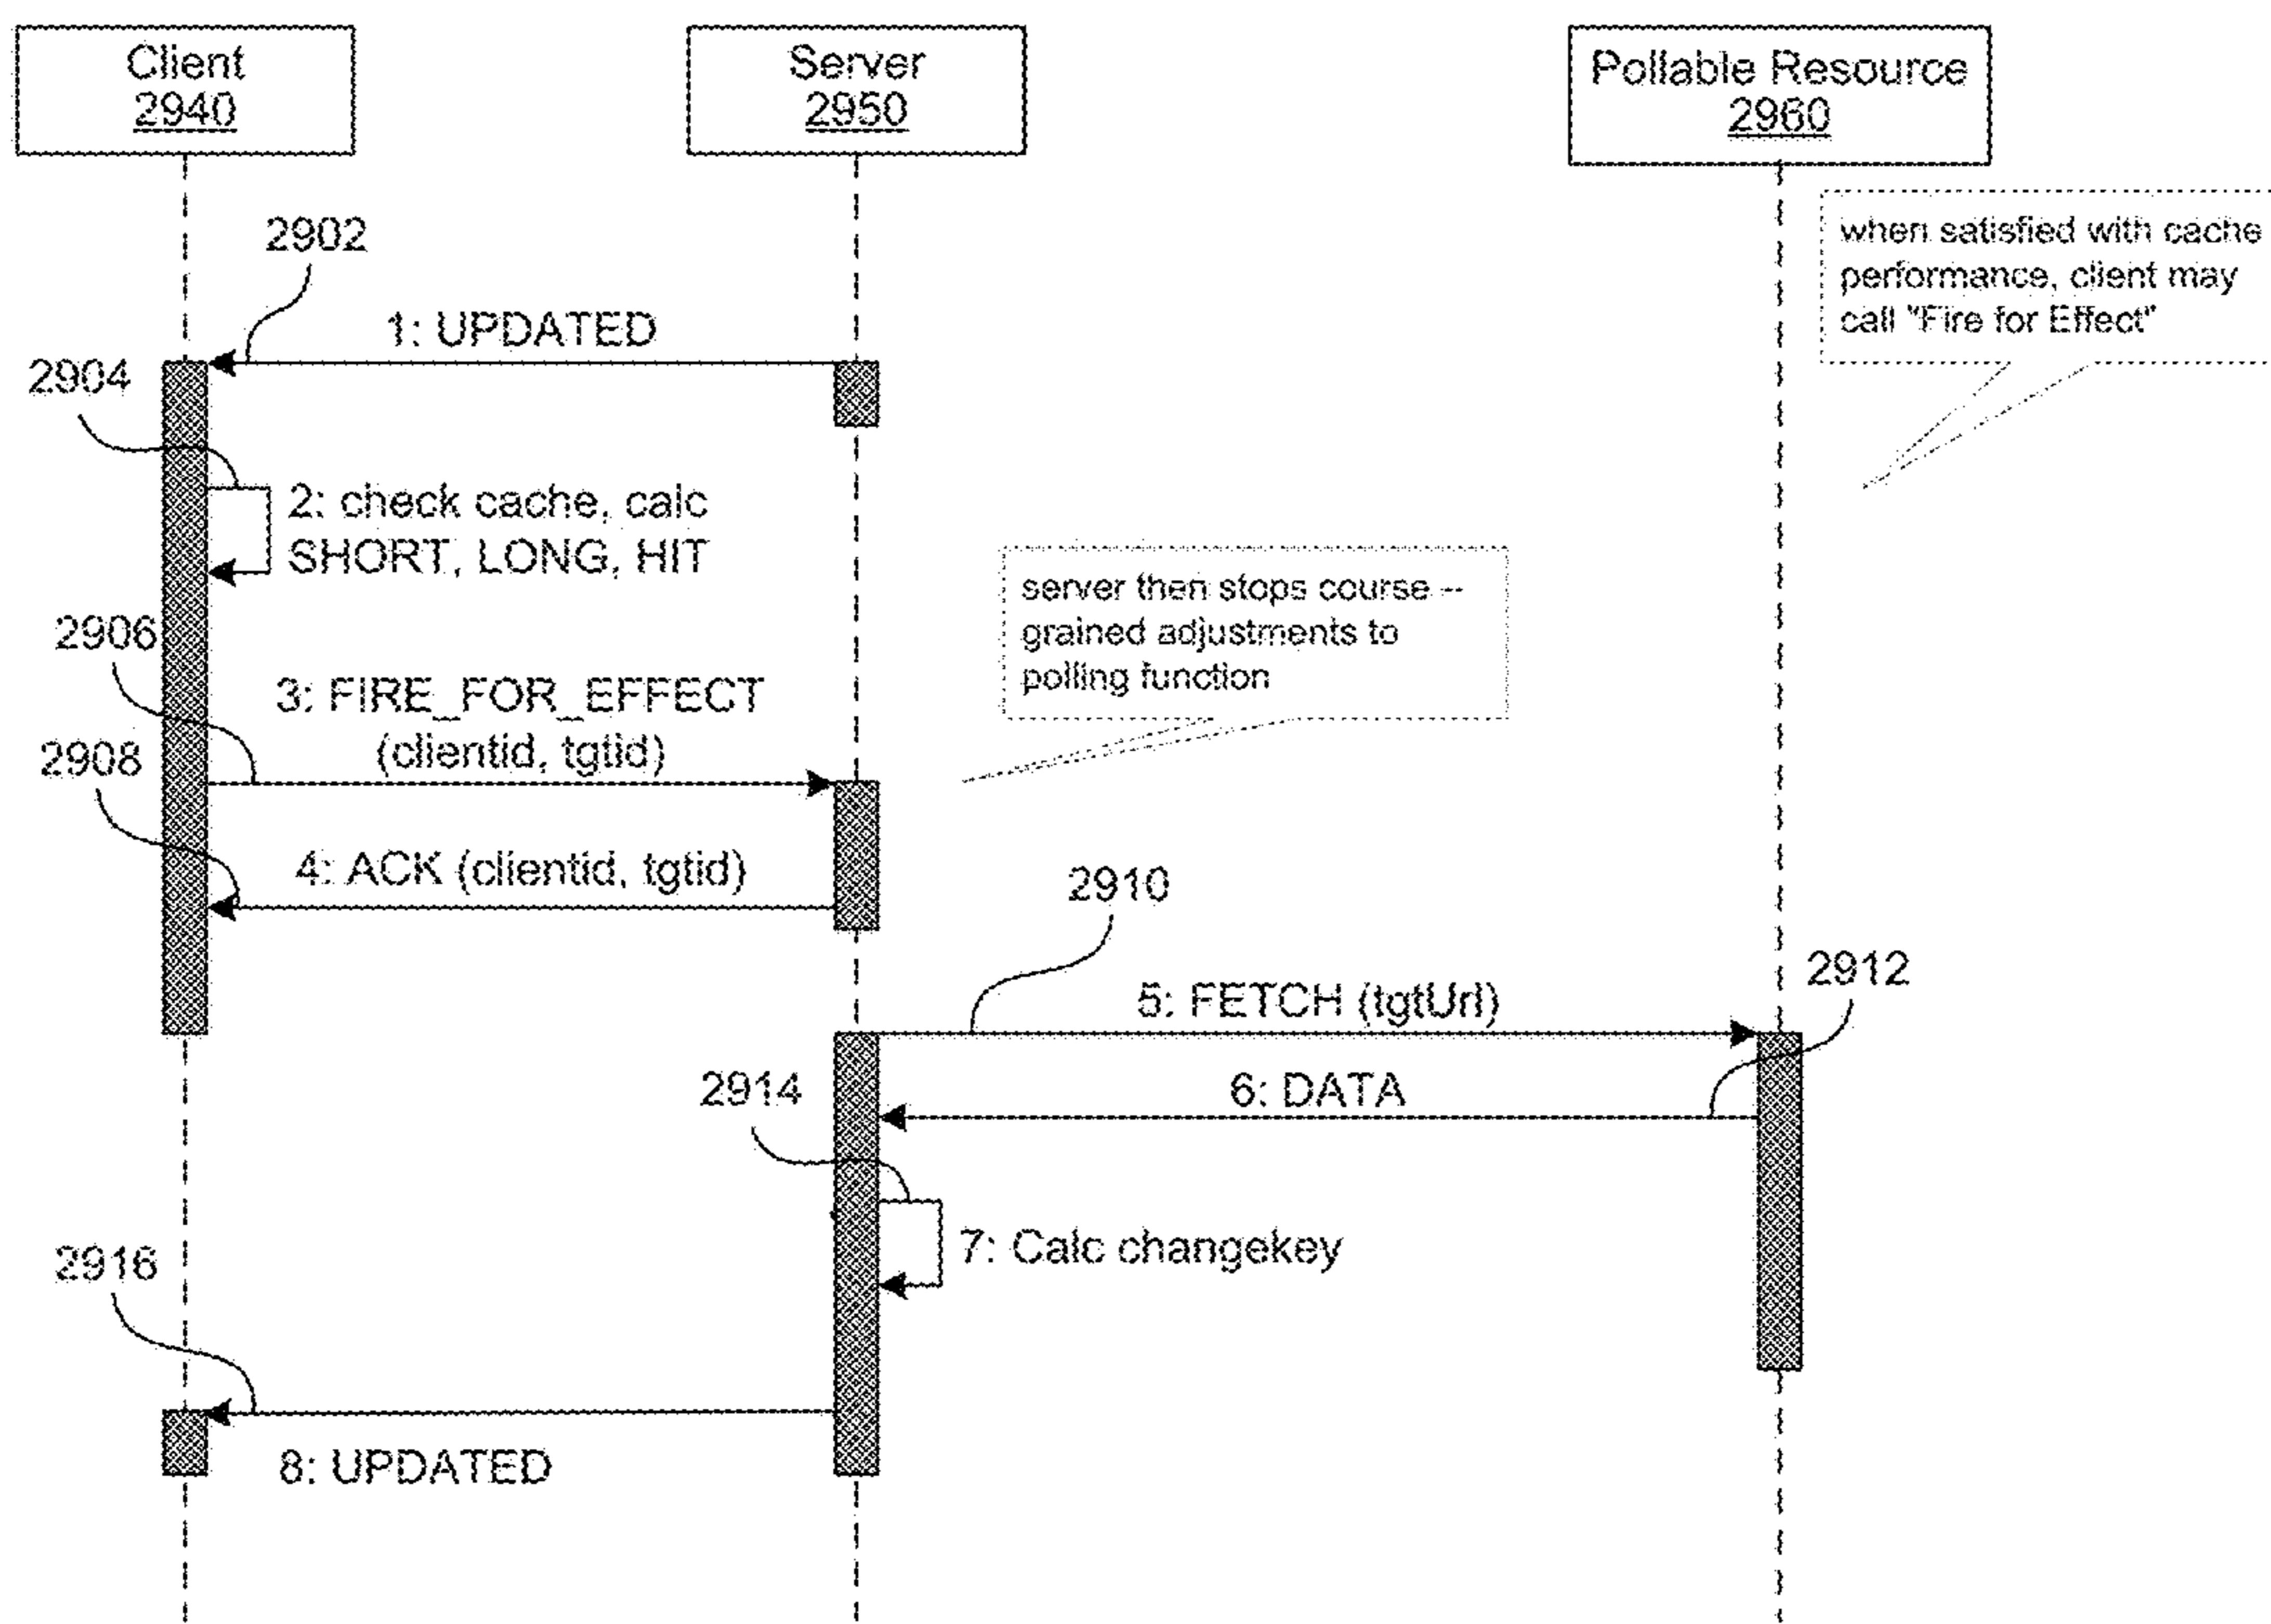 Client
2940
Server
2950
Pollable Resource
2960
when satisfied with cache
performance, client may
call "Fire for Effect"
2902
1: UPDATED
2904
2: check cache, calc
SHORT, LONG, HIT
server then stops course --
grained adjustments to
polling function
2906
3: FIRE_FOR_EFFECT
(clientid, tgtid)
2908
4: ACK (clientid, tgtid)
2910
2912
5: FETCH (tgtUrl)
2914
6: DATA
7: Calc changekey
2916
8: UPDATED